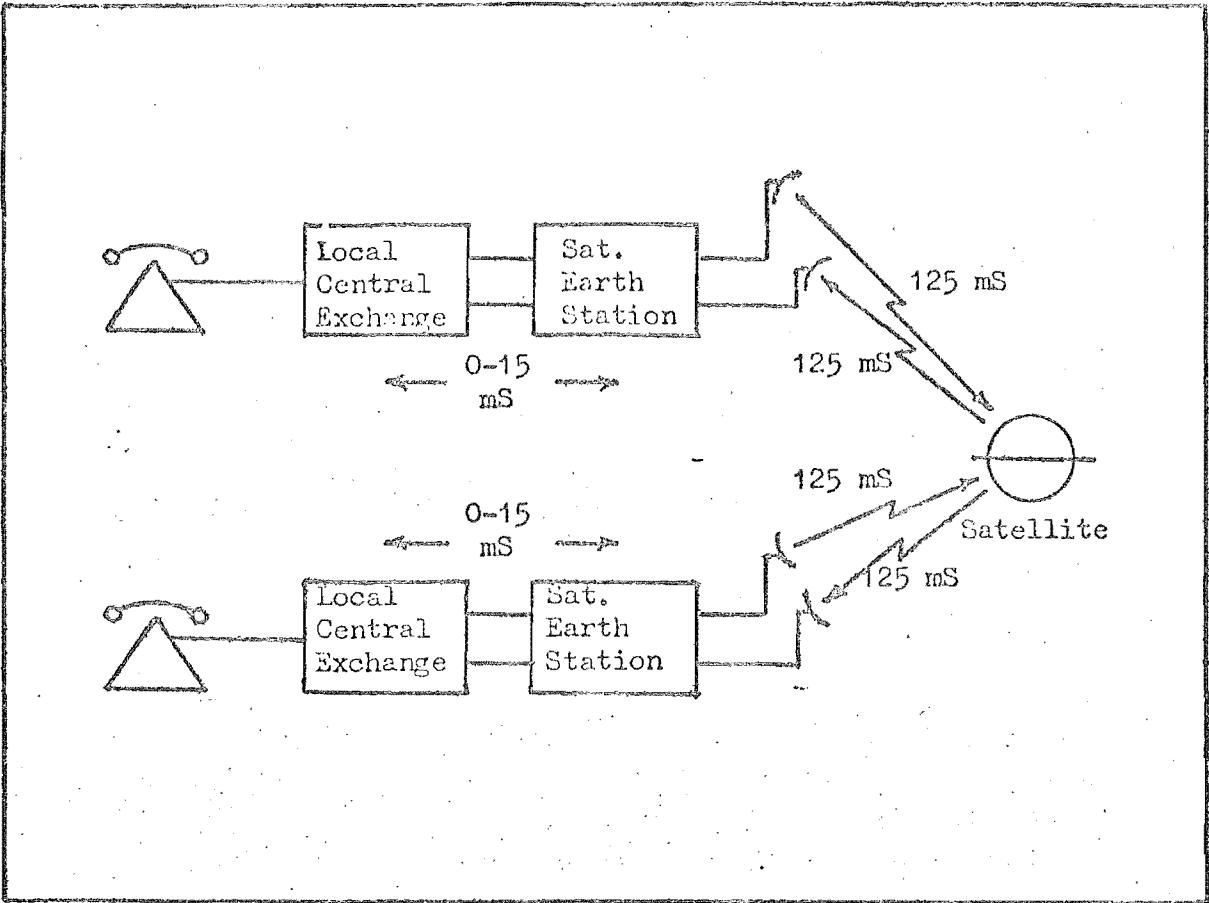 Local
Central
Exchange
Sat.
Earth
Station
125 mS
125 mS
0-15
mS
125 mS
Satellite
125 mS
0-15
mS
Local
Central
Exchange
Sat.
Earth
Station